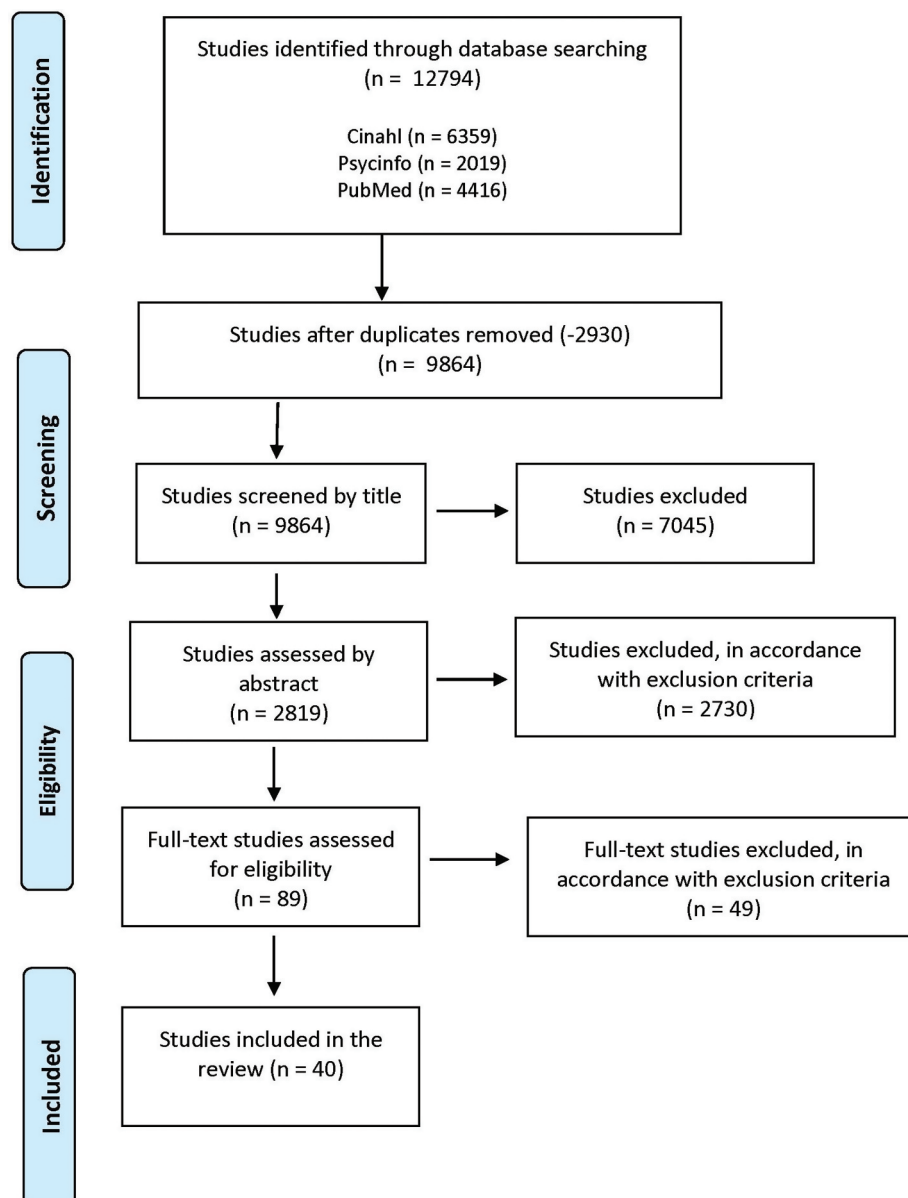 Identification
Studies identified through database searching
(n = 12794)
Cinahl (n = 6359)
Psycinfo (n = 2019)
PubMed (n = 4416)
Screening
Studies after duplicates removed (-2930)
(n = 9864)
Studies screened by title
(n = 9864)
Studies excluded
(n = 7045)
Eligibility
Studies assessed by
abstract
(n = 2819)
Studies excluded, in accordance
with exclusion criteria
(n = 2730)
Full-text studies assessed
for eligibility
(n = 89)
Full-text studies excluded, in
accordance with exclusion criteria
(n = 49)
Included
Studies included in the
review (n = 40)